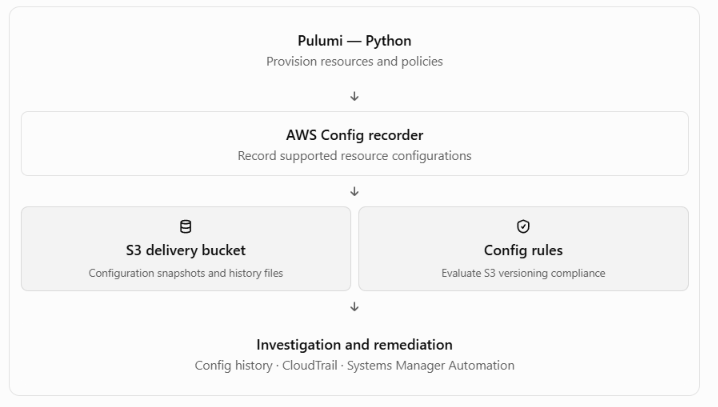 Pulumi — Python
Provision resources and policies
AWS Config recorder
Record supported resource configurations
S3 delivery bucket
Configuration snapshots and history files
Config rules
Evaluate S3 versioning compliance
Investigation and remediation
Config history · CloudTrail · Systems Manager Automation